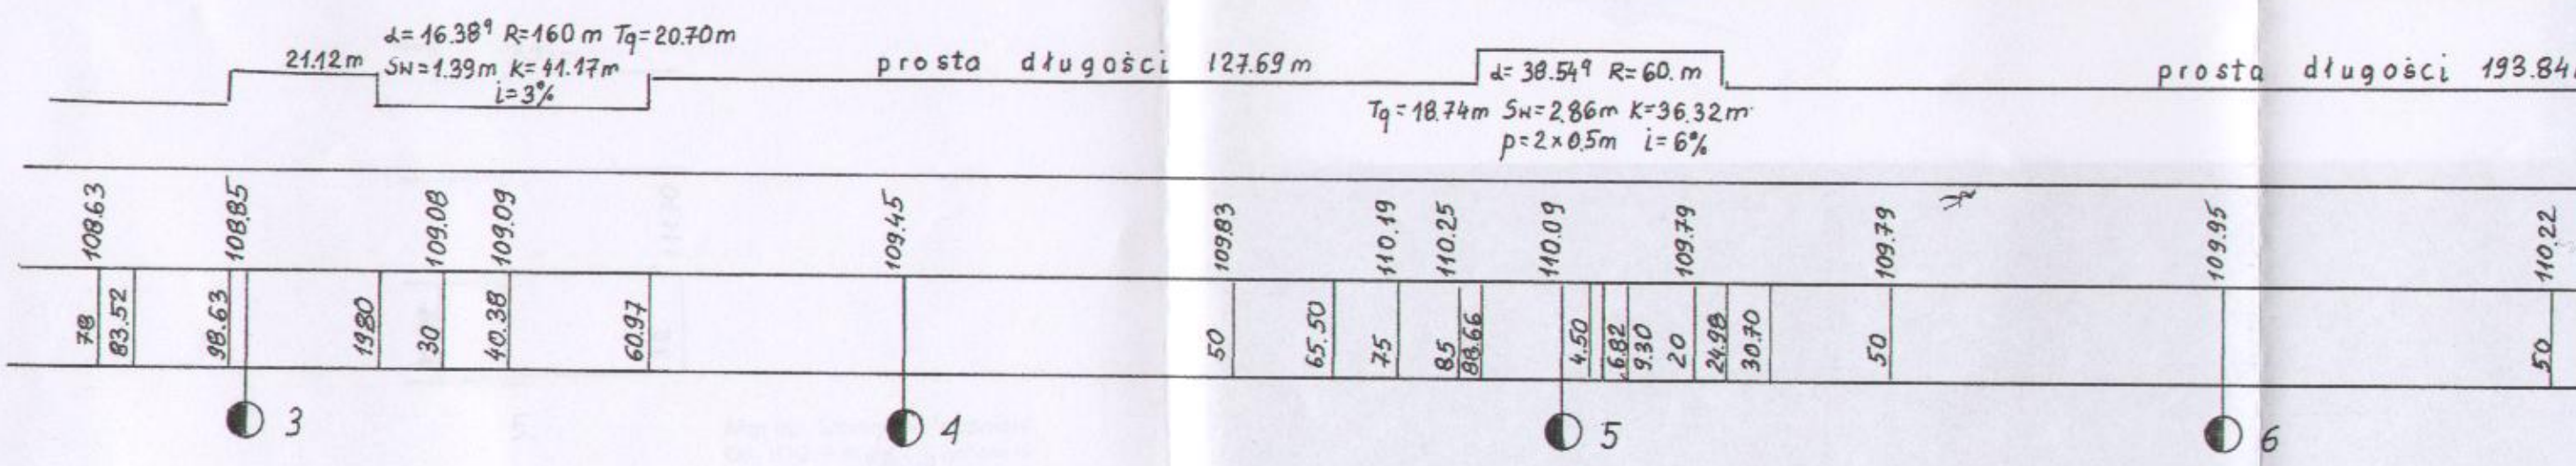 α=16.38ᵍ R=160 m Tg=20.70m
21.12m SW=1.39m K=41.17m
i=3%
prosta długości 127.69m
α=38.54ᵍ R=60.m
Tg=18.74m SW=2.86m K=36.32m
p=2×0.5m i=6%
prosta długości 193.84
108.63 108.85 109.08 109.09 109.45 109.83 110.19 110.25 110.09 109.79 109.79 109.95 110.22
78 83.52 98.63 19.80 30 40.38 60.97 50 65.50 75 85 88.66 4.50 6.82 9.30 20 24.98 30.70 50 50
3 4 5 6